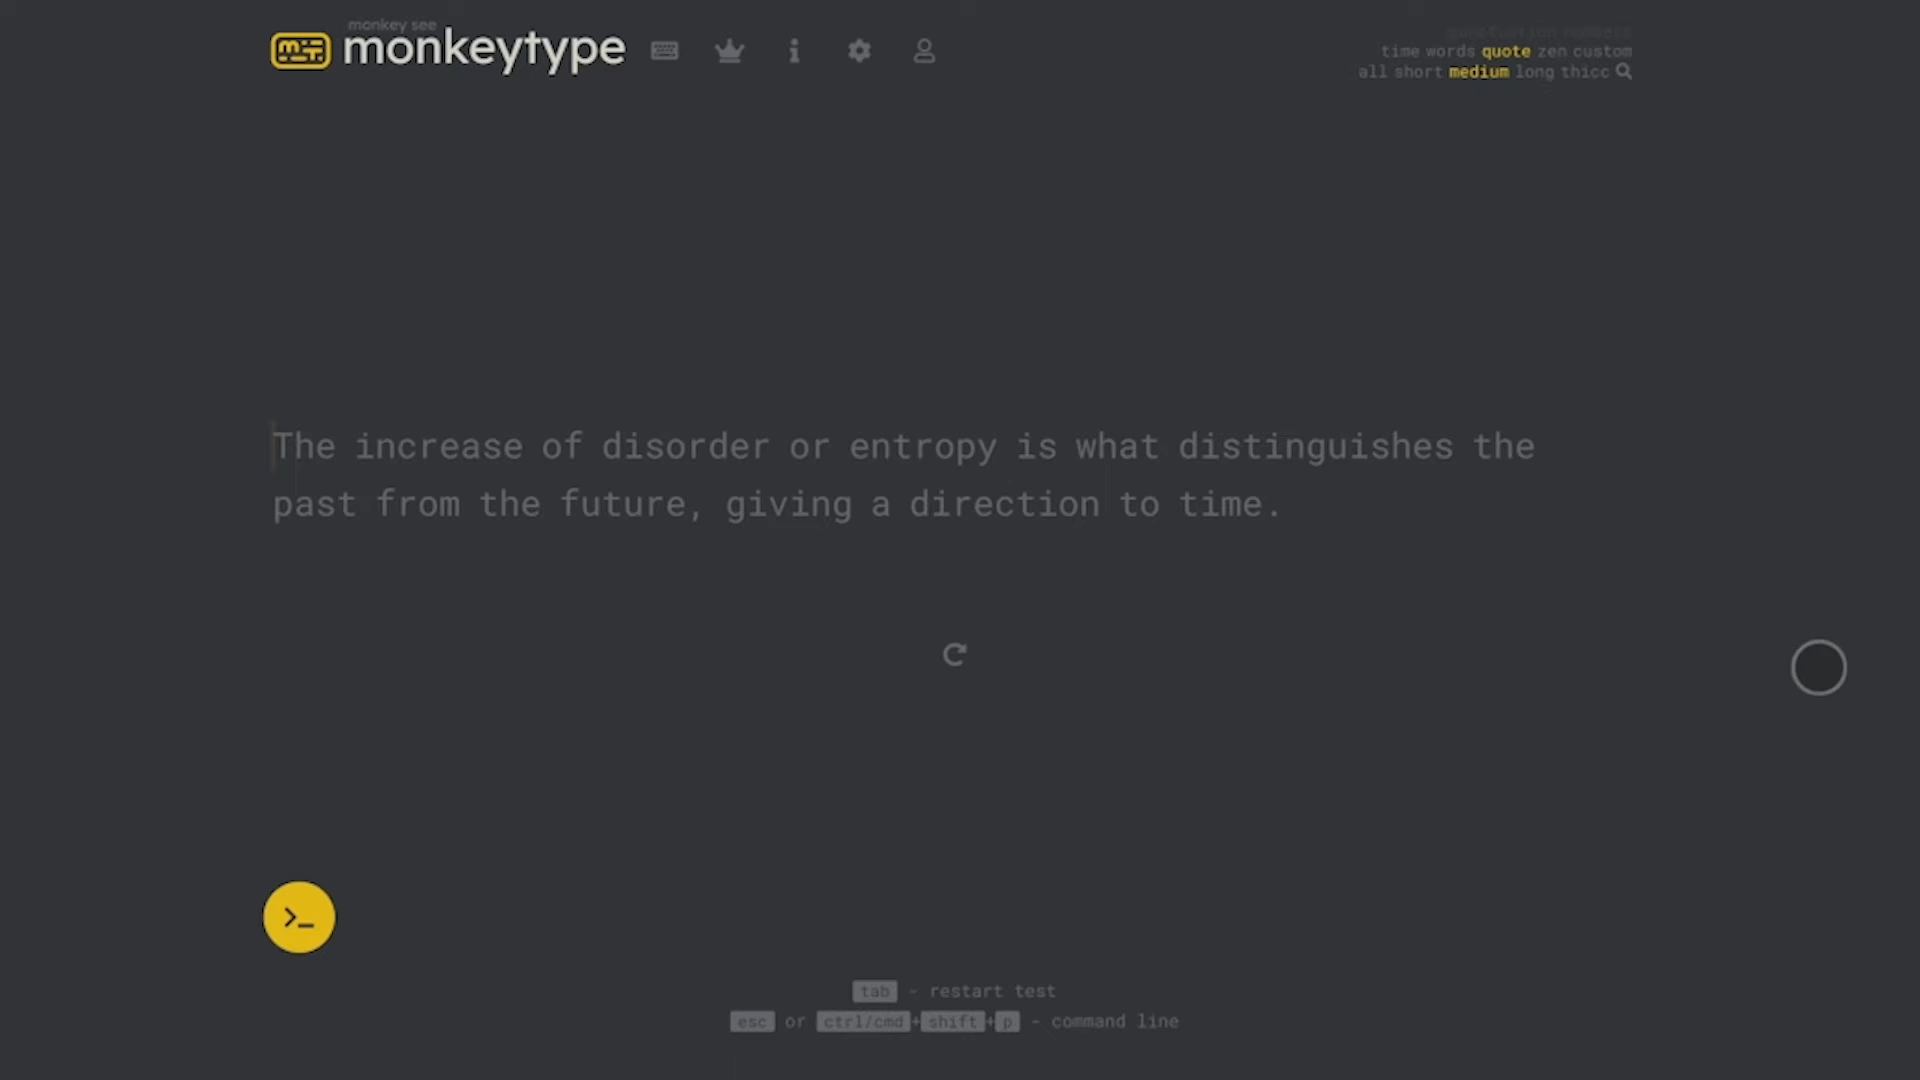 monkey see
monkeytype
punctuation numbers
time words quote zen custom
all short medium long thicc
The increase of disorder or entropy is what distinguishes the
past from the future, giving a direction to time.
>_
tab - restart test
esc or ctrl/cmd+shift+p - command line